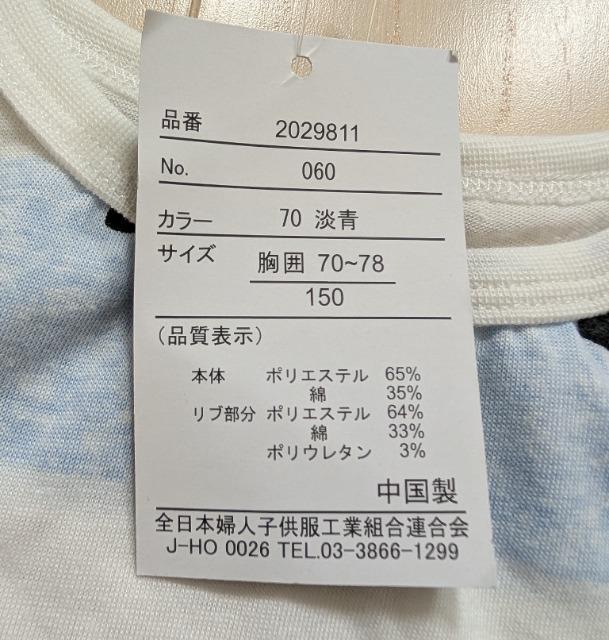 品番 2029811
No. 060
カラー 70 淡青
サイズ 胸囲 70~78
150
(品質表示)
本体 ポリエステル 65%
綿 35%
リブ部分 ポリエステル 64%
綿 33%
ポリウレタン 3%
中国製
全日本婦人子供服工業組合連合会
J-HO 0026 TEL.03-3866-1299